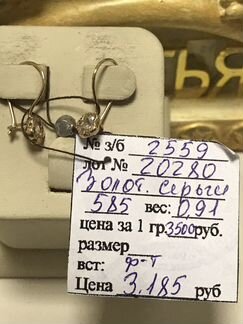 ТЬЯ
№ з/б 2559
лот № 20280
Золот. серьги
585 вес: 0,91
цена за 1 гр 3500 руб.
размер
вст: ф-т
Цена 3.185 руб